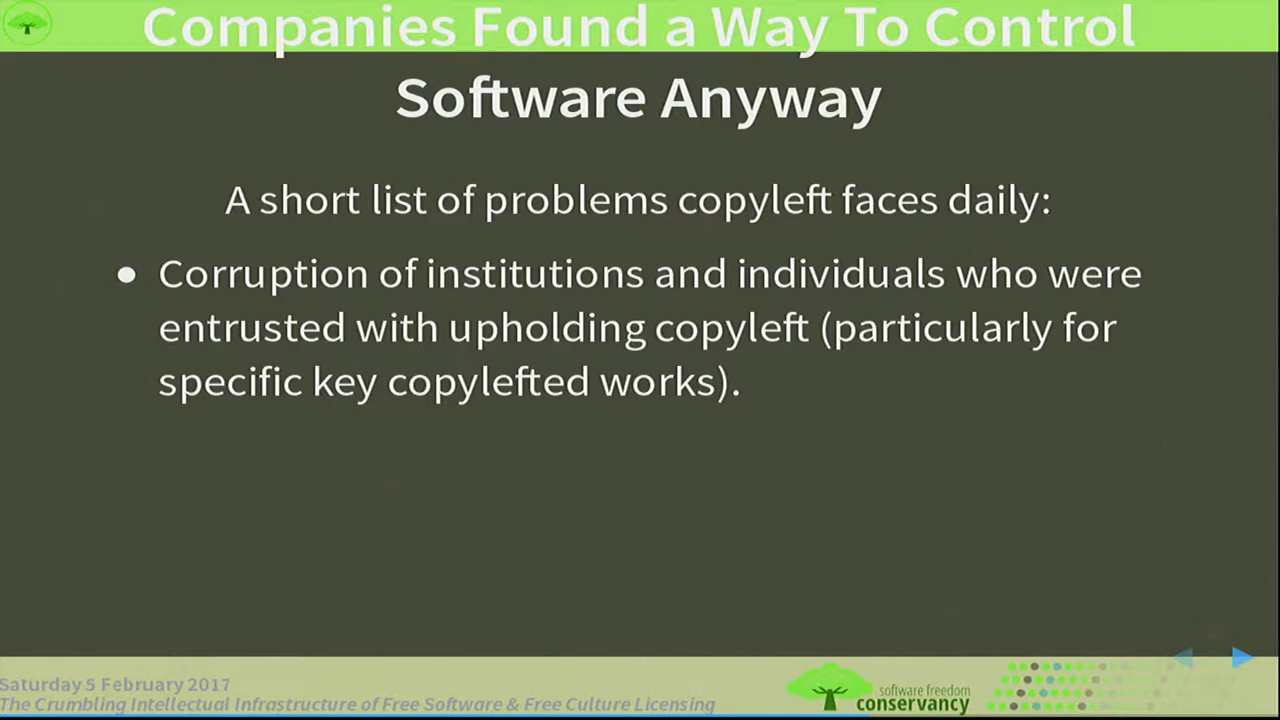 Companies Found a Way To Control
Software Anyway
A short list of problems copyleft faces daily:
● Corruption of institutions and individuals who were
entrusted with upholding copyleft (particularly for
specific key copylefted works).
Saturday 5 February 2017
The Crumbling Intellectual Infrastructure of Free Software & Free Culture Licensing
software freedom
conservancy